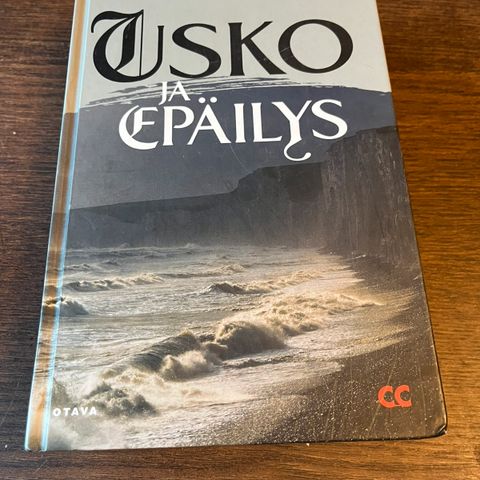 USKO
JA
EPÄILYS
OTAVA
CC